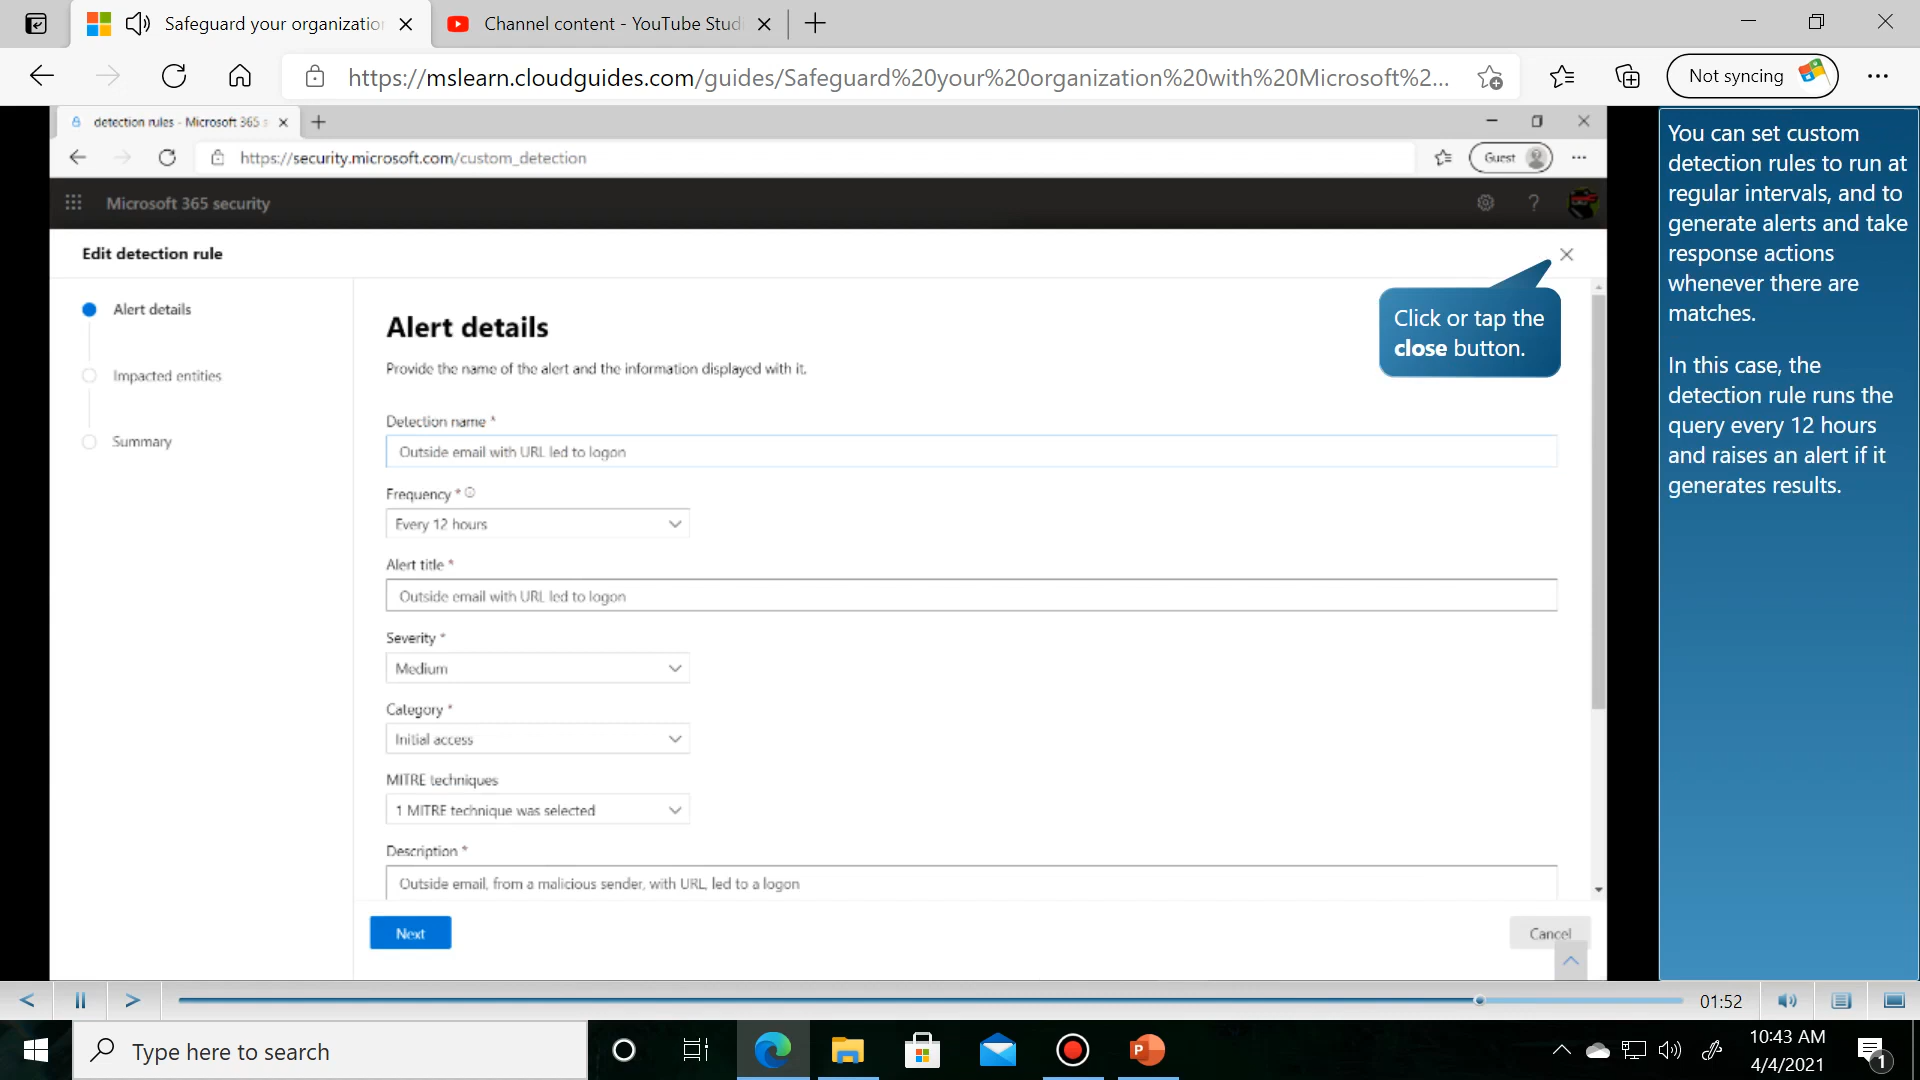 Safeguard your organizatio
Channel content - YouTube Studi
https://mslearn.cloudguides.com/guides/Safeguard%20your%20organization%20with%20Microsoft%2...
Not syncing
detection rules - Microsoft 365 s
https://security.microsoft.com/custom_detection
Guest
Microsoft 365 security
?
Edit detection rule
Alert details
Impacted entities
Summary
Alert details
Provide the name of the alert and the information displayed with it.
Detection name *
Outside email with URL led to logon
Frequency *
Every 12 hours
Alert title *
Outside email with URL led to logon
Severity *
Medium
Category *
Initial access
MITRE techniques
1 MITRE technique was selected
Description *
Outside email, from a malicious sender, with URL, led to a logon
Next
Cancel
Click or tap the
close button.
You can set custom
detection rules to run at
regular intervals, and to
generate alerts and take
response actions
whenever there are
matches.
In this case, the
detection rule runs the
query every 12 hours
and raises an alert if it
generates results.
01:52
Type here to search
10:43 AM
4/4/2021
1